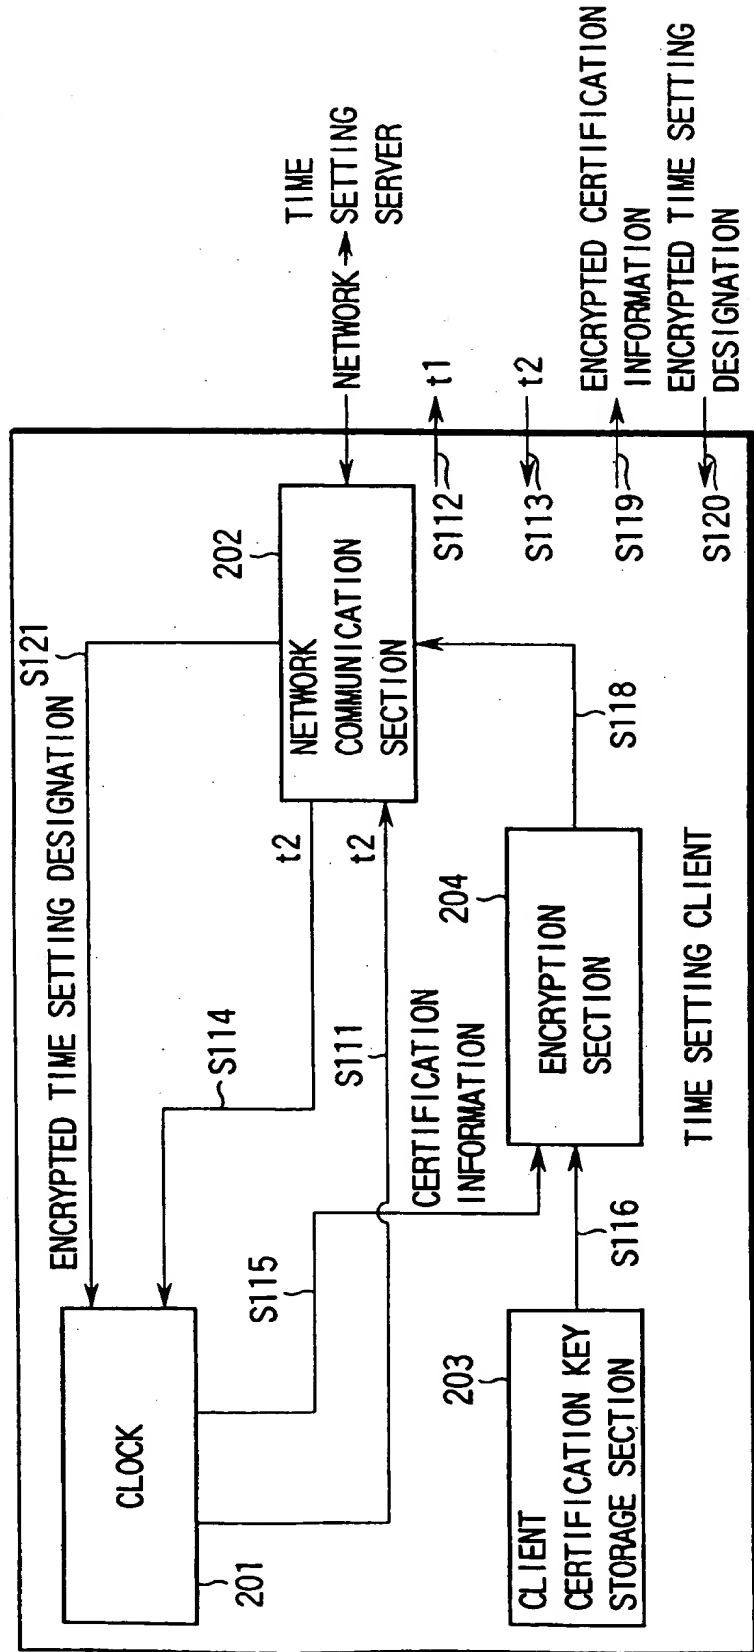 ENCRYPTED TIME SETTING DESIGNATION
S121
CLOCK
201
S114
t2
S111
t2
S115
CERTIFICATION
INFORMATION
202
NETWORK
COMMUNICATION
SECTION
NETWORK
TIME
SETTING
SERVER
CLIENT
CERTIFICATION KEY
STORAGE SECTION
203
S116
204
ENCRYPTION
SECTION
S118
TIME SETTING CLIENT
S112
t1
S113
t2
S119
ENCRYPTED CERTIFICATION
INFORMATION
S120
ENCRYPTED TIME SETTING
DESIGNATION